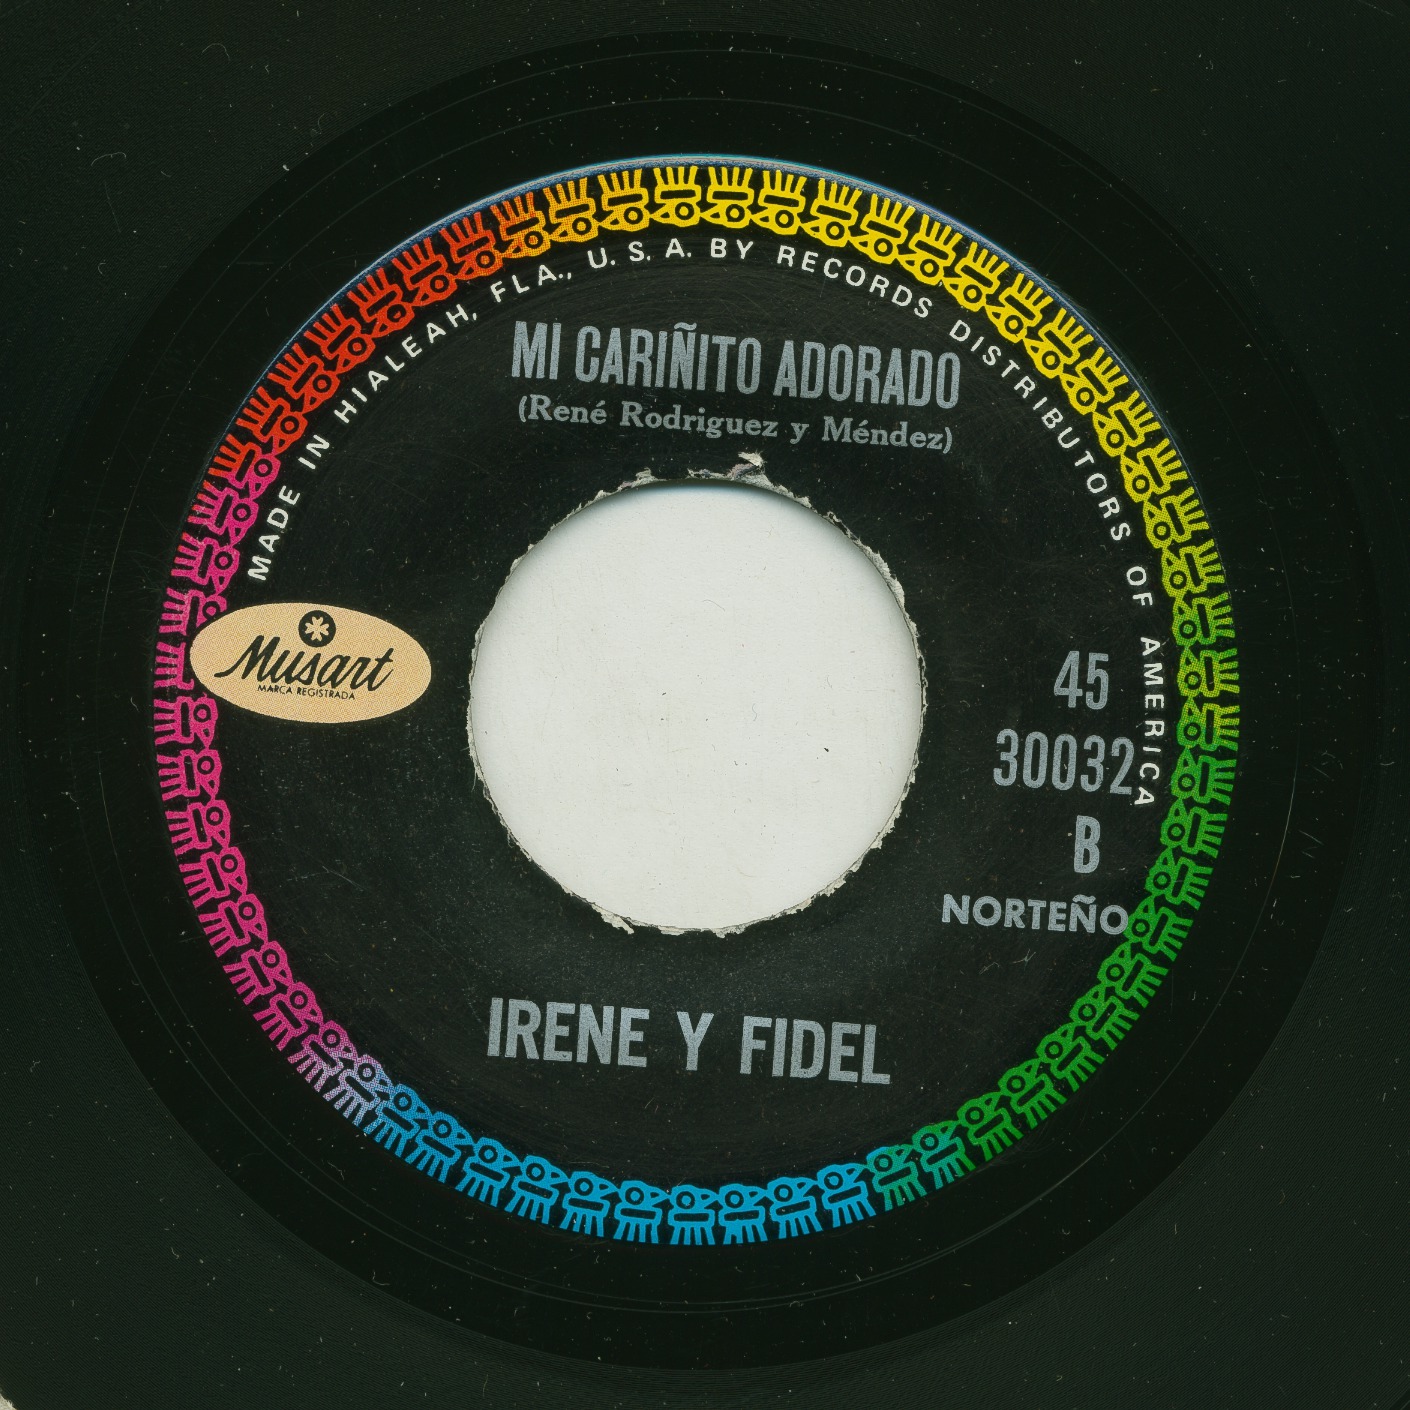 MADE IN HIALEAH, FLA., U.S.A. BY RECORDS DISTRIBUTORS OF AMERICA
MI CARIÑITO ADORADO
(René Rodriguez y Méndez)
Musart
MARCA REGISTRADA
45
30032
B
NORTEÑO
IRENE Y FIDEL